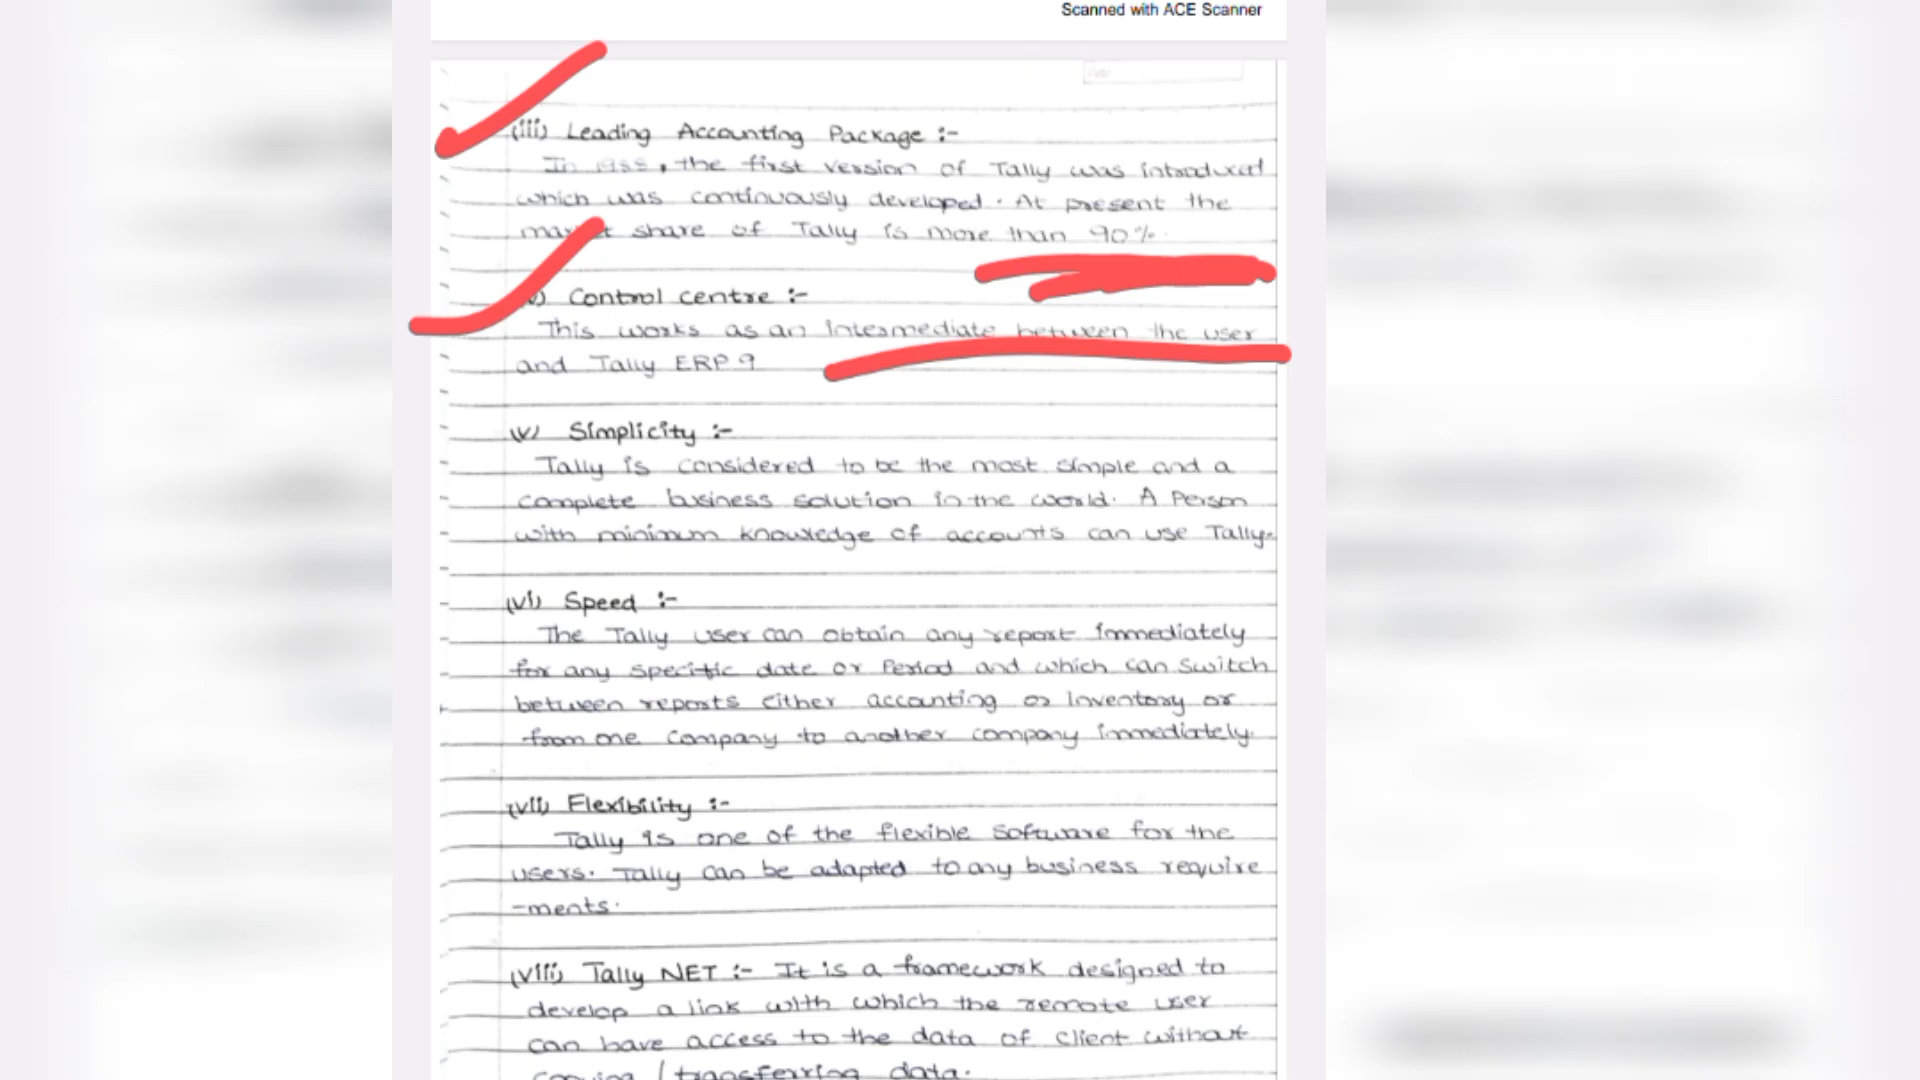 Scanned with ACE Scanner
(iii) Leading Accounting Package :-
In 1988, the first version of Tally was introduced
which was continuously developed. At present the
market share of Tally is more than 90%.
) Control centre :-
This works as an intermediate between the user
and Tally ERP 9
(v) Simplicity :-
Tally is considered to be the most simple and a
complete business solution in the world. A Person
with minimum knowledge of accounts can use Tally.
(vi) Speed :-
The Tally user can obtain any report immediately
for any specific date or Period and which can switch
between reports either accounting or Inventory or
from one company to another company immediately.
(vii) Flexibility :-
Tally is one of the flexible software for the
users. Tally can be adapted to any business require
-ments.
(viii) Tally NET :- It is a framework designed to
develop a link with which the remote user
can have access to the data of client without
copying / transferring data.